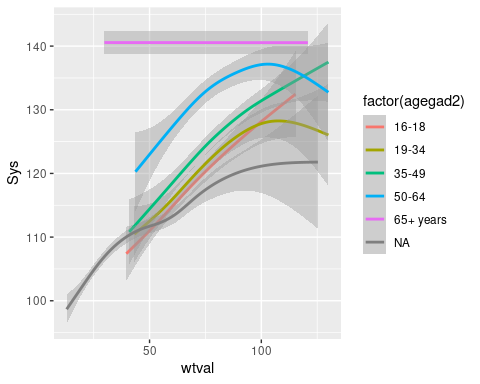 140
130
120
110
100
50
100
Sys
wtval
factor(agegad2)
16-18
19-34
35-49
50-64
65+ years
NA